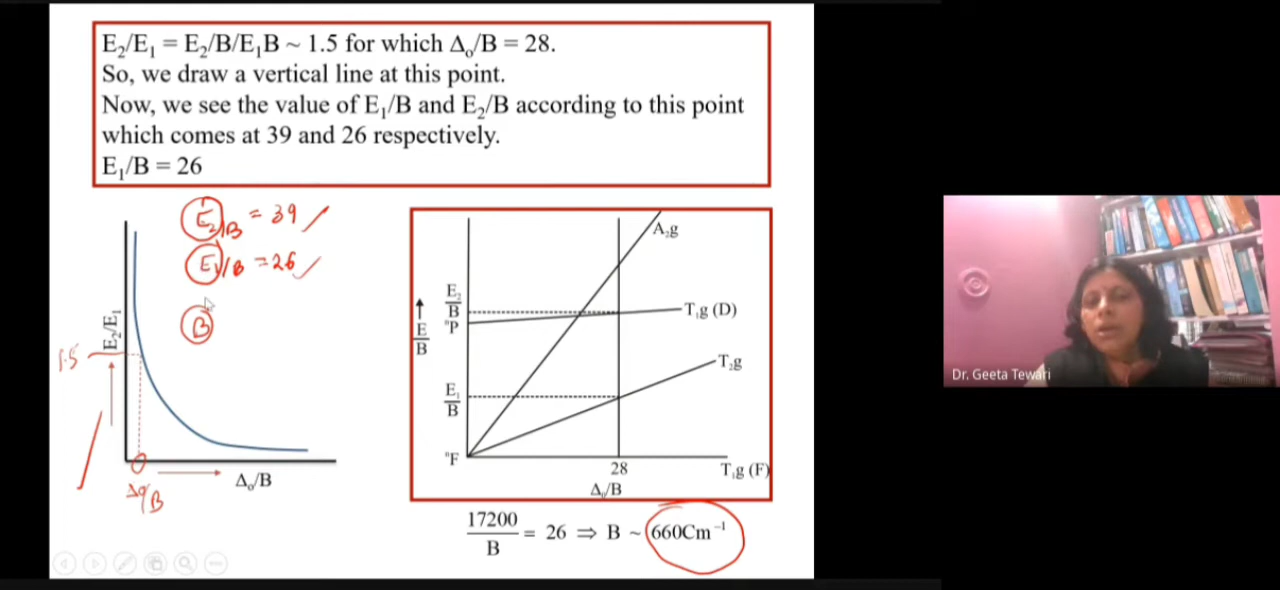 E₂/E₁ = E₂/B/E₁B ~ 1.5 for which Δₒ/B = 28.
So, we draw a vertical line at this point.
Now, we see the value of E₁/B and E₂/B according to this point
which comes at 39 and 26 respectively.
E₁/B = 26
E₂/B = 39
E₁/B = 26
B
E₂/E₁
1.5
Δₒ/B
Δₒ/B
A₂g
E₂/B
ⁿP
T₁g (D)
E/B
T₂g
E₁/B
ⁿF
28
T₁g (F)
Δₒ/B
17200/B = 26 ⇒ B ~ 660Cm⁻¹
Dr. Geeta Tewari